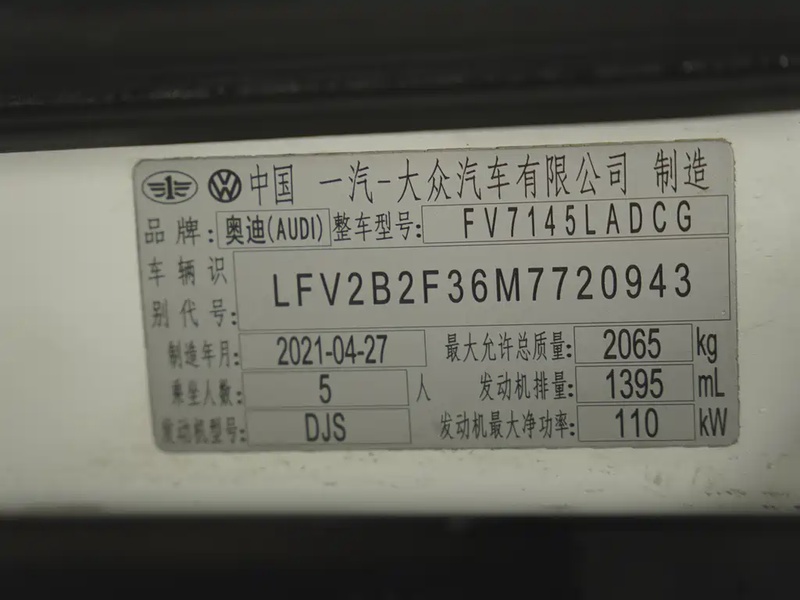 中国 一汽-大众汽车有限公司 制造
品牌: 奥迪(AUDI) 整车型号: FV7145LADCG
车辆识别代号: LFV2B2F36M7720943
制造年月: 2021-04-27 最大允许总质量: 2065 kg
乘坐人数: 5 人 发动机排量: 1395 mL
发动机型号: DJS 发动机最大净功率: 110 kW